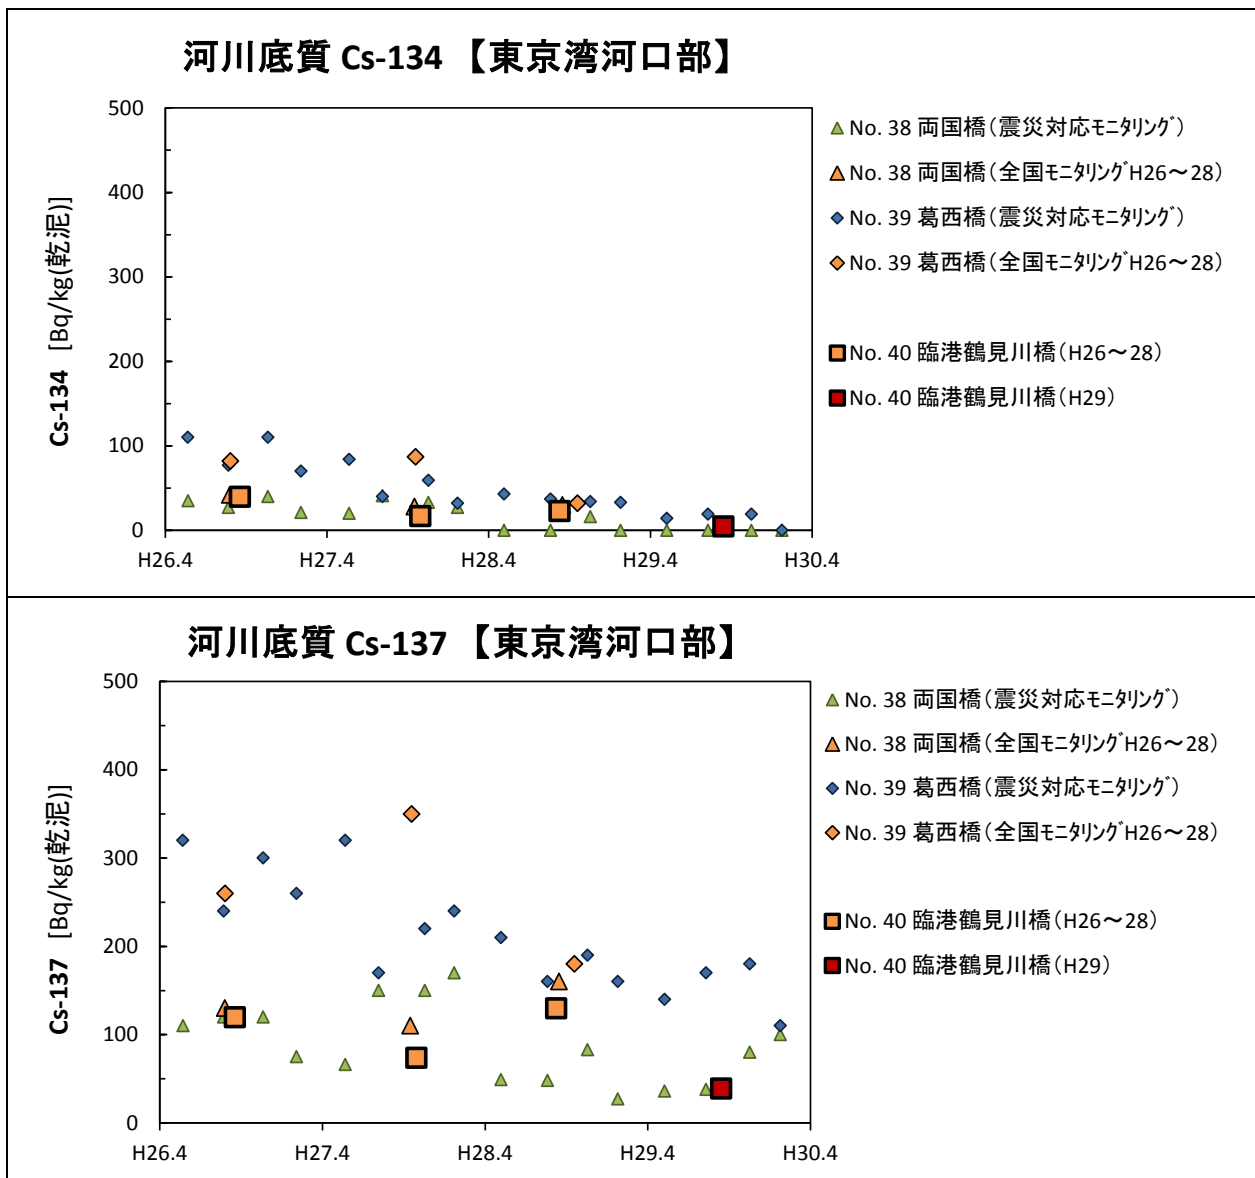 河川底質 Cs-134 【東京湾河口部】
500
400
300
200
100
0
Cs-134 [Bq/kg(乾泥)]
H26.4 H27.4 H28.4 H29.4 H30.4
No. 38 両国橋(震災対応ﾓﾆﾀﾘﾝｸﾞ)
No. 38 両国橋(全国ﾓﾆﾀﾘﾝｸﾞH26～28)
No. 39 葛西橋(震災対応ﾓﾆﾀﾘﾝｸﾞ)
No. 39 葛西橋(全国ﾓﾆﾀﾘﾝｸﾞH26～28)
No. 40 臨港鶴見川橋(H26～28)
No. 40 臨港鶴見川橋(H29)
河川底質 Cs-137 【東京湾河口部】
500
400
300
200
100
0
Cs-137 [Bq/kg(乾泥)]
H26.4 H27.4 H28.4 H29.4 H30.4
No. 38 両国橋(震災対応ﾓﾆﾀﾘﾝｸﾞ)
No. 38 両国橋(全国ﾓﾆﾀﾘﾝｸﾞH26～28)
No. 39 葛西橋(震災対応ﾓﾆﾀﾘﾝｸﾞ)
No. 39 葛西橋(全国ﾓﾆﾀﾘﾝｸﾞH26～28)
No. 40 臨港鶴見川橋(H26～28)
No. 40 臨港鶴見川橋(H29)